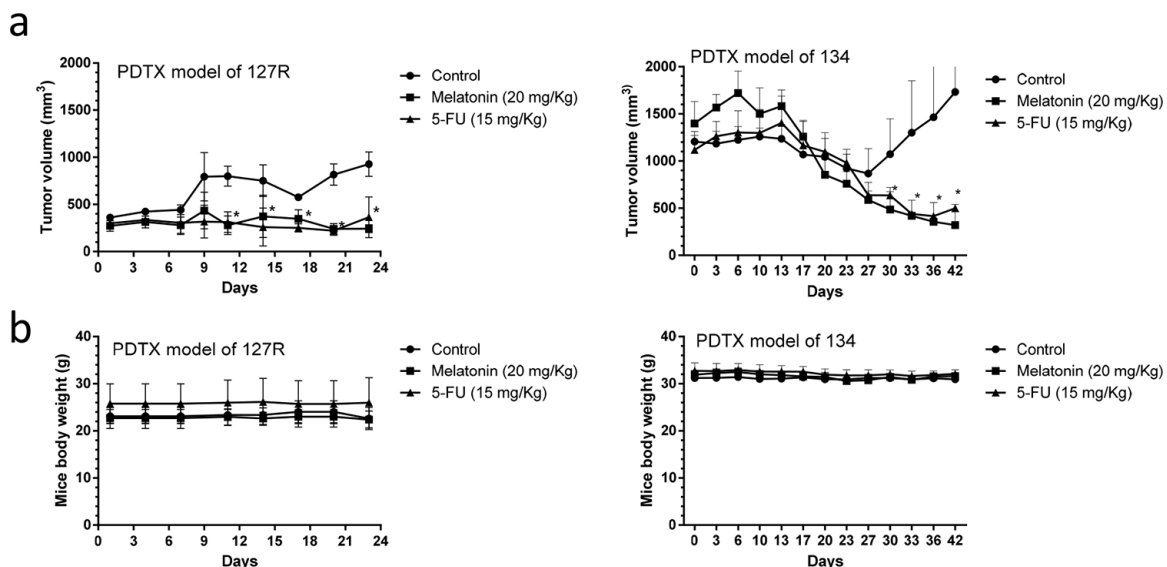 a
PDTX model of 127R
Tumor volume (mm3)
2000
1500
1000
500
0
0 3 6 9 12 15 18 21 24
Days
* * * * *
Control
Melatonin (20 mg/Kg)
5-FU (15 mg/Kg)
PDTX model of 134
Tumor volume (mm3)
2000
1500
1000
500
0
0 3 6 10 13 17 20 23 27 30 33 36 42
Days
* * * *
Control
Melatonin (20 mg/Kg)
5-FU (15 mg/Kg)
b
PDTX model of 127R
Mice body weight (g)
40
30
20
10
0
0 3 6 9 12 15 18 21 24
Days
Control
Melatonin (20 mg/Kg)
5-FU (15 mg/Kg)
PDTX model of 134
Mice body weight (g)
40
30
20
10
0
0 3 6 10 13 17 20 23 27 30 33 36 42
Days
Control
Melatonin (20 mg/Kg)
5-FU (15 mg/Kg)